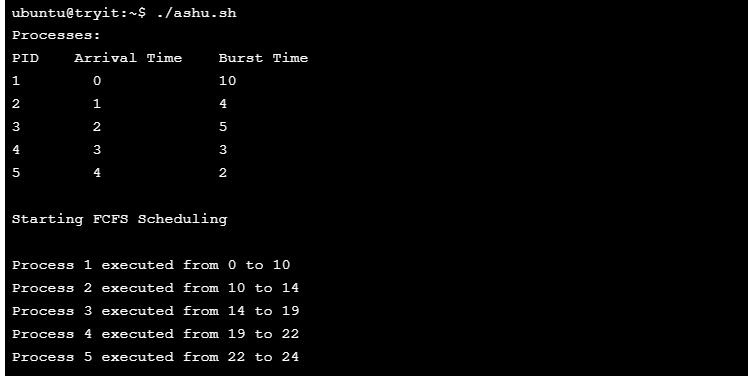 ubuntu@tryit:~$ ./ashu.sh
Processes:
PID    Arrival Time    Burst Time
1        0             10
2        1             4
3        2             5
4        3             3
5        4             2
Starting FCFS Scheduling
Process 1 executed from 0 to 10
Process 2 executed from 10 to 14
Process 3 executed from 14 to 19
Process 4 executed from 19 to 22
Process 5 executed from 22 to 24